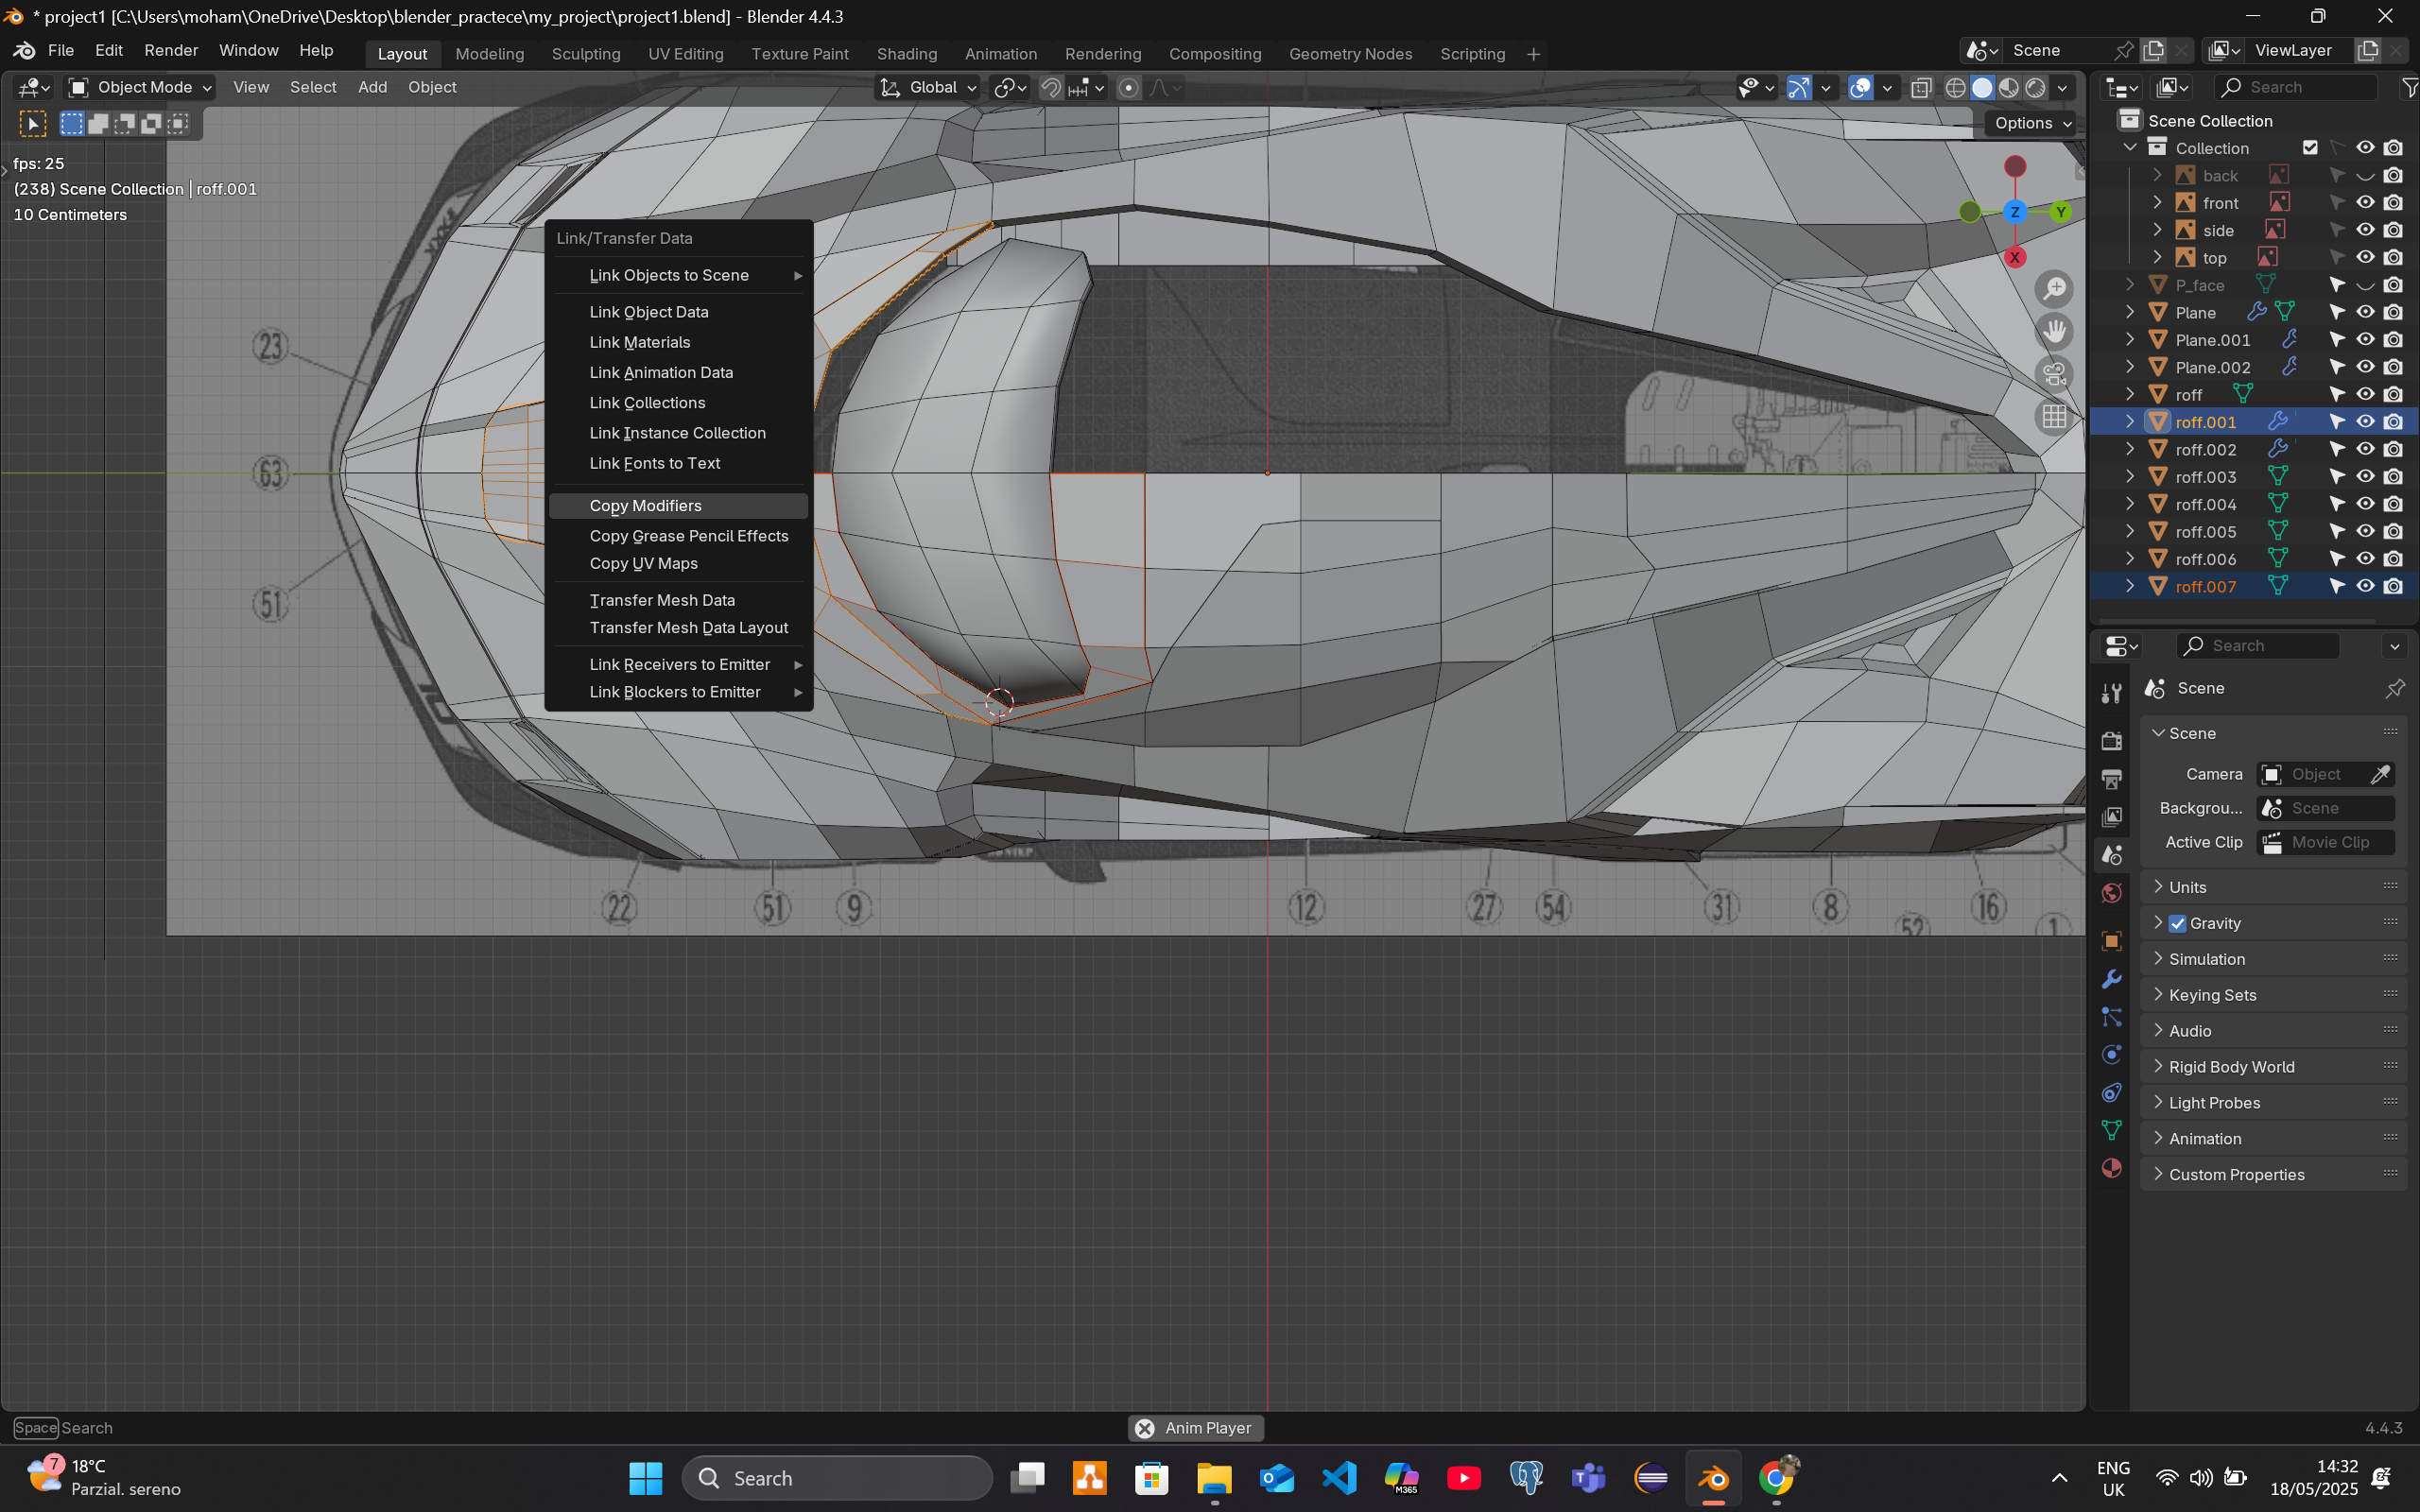 * project1 [C:\Users\moham\OneDrive\Desktop\blender_practece\my_project\project1.blend] - Blender 4.4.3
File Edit Render Window Help Layout Modeling Sculpting UV Editing Texture Paint Shading Animation Rendering Compositing Geometry Nodes Scripting + Scene ViewLayer
Object Mode View Select Add Object Global Search
Options
fps: 25
(238) Scene Collection | roff.001
10 Centimeters
Link/Transfer Data
Link Objects to Scene
Link Object Data
Link Materials
Link Animation Data
Link Collections
Link Instance Collection
Link Fonts to Text
Copy Modifiers
Copy Grease Pencil Effects
Copy UV Maps
Transfer Mesh Data
Transfer Mesh Data Layout
Link Receivers to Emitter
Link Blockers to Emitter
23
63
51
22 51 9 12 27 54 31 8 52 16 1
Z
Y
X
Scene Collection
Collection
back
front
side
top
P_face
Plane
Plane.001
Plane.002
roff
roff.001
roff.002
roff.003
roff.004
roff.005
roff.006
roff.007
Search
Scene
Scene
Camera Object
Backgrou... Scene
Active Clip Movie Clip
Units
Gravity
Simulation
Keying Sets
Audio
Rigid Body World
Light Probes
Animation
Custom Properties
Space Search Anim Player 4.4.3
7
18°C
Parzial. sereno
Search
M365
ENG
UK
14:32
18/05/2025